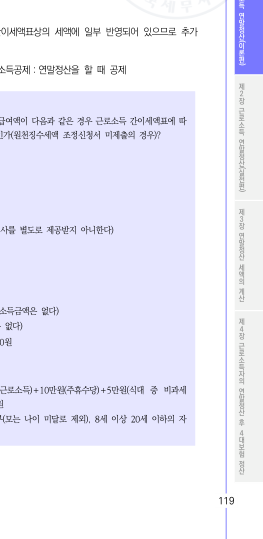 간이세액표상의 세액에 일부 반영되어 있으므로 추가
소득공제 : 연말정산을 할 때 공제
급여액이 다음과 같은 경우 근로소득 간이세액표에 따
인가(원천징수세액 조정신청서 미제출의 경우)?
사를 별도로 제공받지 아니한다)
소득금액은 없다)
없다)
0원
근로소득)+10만원(주휴수당)+5만원(식대 중 비과세
원
부(모는 나이 미달로 제외), 8세 이상 20세 이하의 자
득 연말정산(이론편)
제2장 근로소득 연말정산(실전편)
제3장 연말정산 세액의 계산
제4장 근로소득자의 연말정산 후 4대보험 정산
119